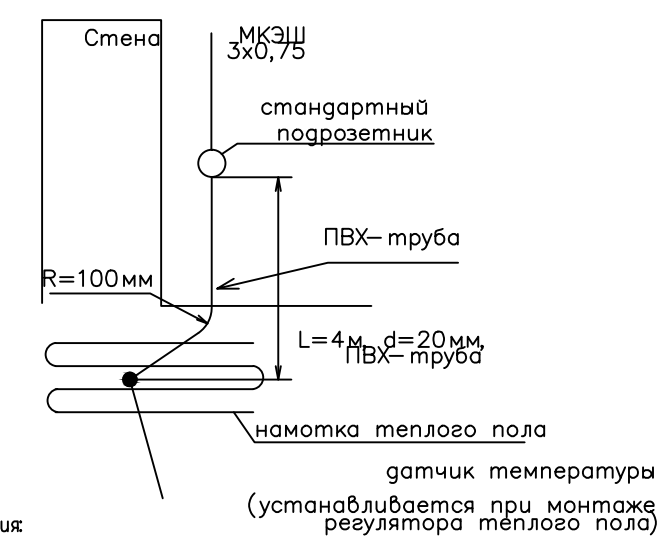 Стена
МКЭШ
3х0,75
стандартный
подрозетник
ПВХ-труба
R=100мм
L=4м, d=20мм,
ПВХ-труба
намотка теплого пола
датчик температуры
(устанавливается при монтаже
регулятора теплого пола)
ия: